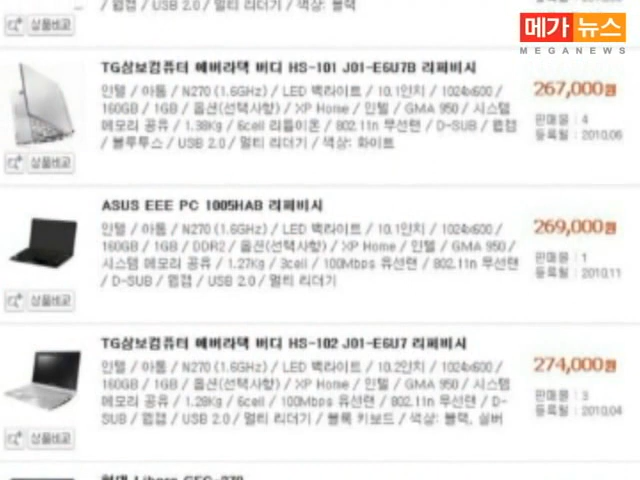 / 웹캠 / USB 2.0 / 멀티 리더기 / 색상: 블랙
상품비교
메가 뉴스
MEGANEWS
TG삼보컴퓨터 에버라텍 버디 HS-101 J01-E6U7B 리퍼비시
인텔 / 아톰 / N270 (1.6GHz) / LED 백라이트 / 10.1인치 / 1024x600 /
160GB / 1GB / 옵션(선택사항) / XP Home / 인텔 / GMA 950 / 시스템
메모리 공유 / 1.38Kg / 6cell 리튬이온 / 802.11n 무선랜 / D-SUB / 웹캠
/ 블루투스 / USB 2.0 / 멀티 리더기 / 색상: 화이트
267,000원
판매몰 : 4
등록월 : 2010.06
상품비교
ASUS EEE PC 1005HAB 리퍼비시
인텔 / 아톰 / N270 (1.6GHz) / LED 백라이트 / 10.1인치 / 1024x600 /
160GB / 1GB / DDR2 / 옵션(선택사항) / XP Home / 인텔 / GMA 950 /
시스템 메모리 공유 / 1.27Kg / 3cell / 100Mbps 유선랜 / 802.11n 무선랜
/ D-SUB / 웹캠 / USB 2.0 / 멀티 리더기
269,000원
판매몰 : 1
등록월 : 2010.11
상품비교
TG삼보컴퓨터 에버라텍 버디 HS-102 J01-E6U7 리퍼비시
인텔 / 아톰 / N270 (1.6GHz) / LED 백라이트 / 10.2인치 / 1024x600 /
160GB / 1GB / 옵션(선택사항) / XP Home / 인텔 / GMA 950 / 시스템
메모리 공유 / 1.28Kg / 6cell / 100Mbps 유선랜 / 802.11n 무선랜 / D-
SUB / 웹캠 / USB 2.0 / 멀티 리더기 / 블록 키보드 / 색상: 블랙, 실버
274,000원
판매몰 : 3
등록월 : 2010.04
상품비교